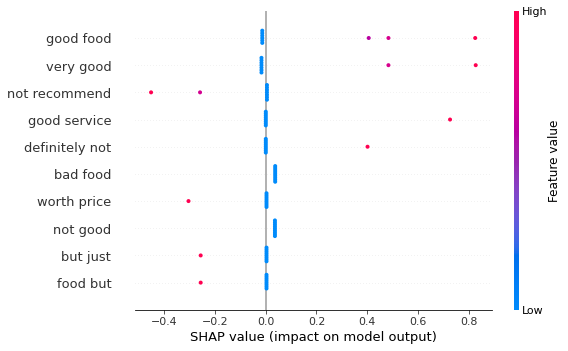 High
good food
very good
not recommend
good service
definitely not
bad food
worth price
not good
but just
food but
Feature value
Low
−0.4 −0.2 0.0 0.2 0.4 0.6 0.8
SHAP value (impact on model output)